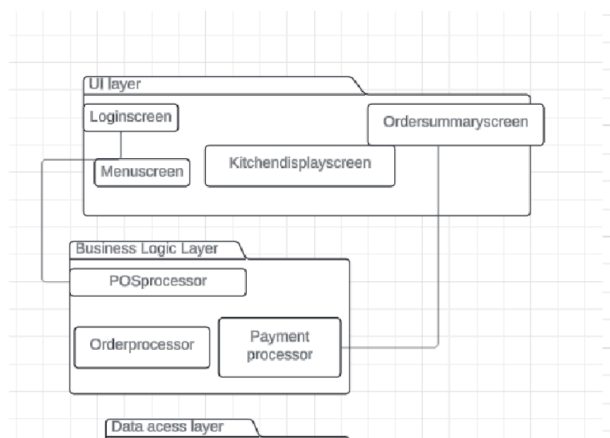 UI layer
Loginscreen
Ordersummaryscreen
Kitchendisplayscreen
Menuscreen
Business Logic Layer
POSprocessor
Orderprocessor
Payment
processor
Data acess layer